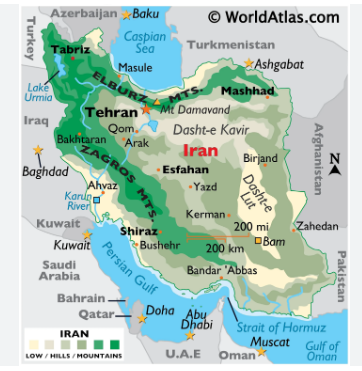 © WorldAtlas.com
Azerbaijan
Baku
Turkey
Caspian
Sea
Turkmenistan
Tabriz
Masule
Ashgabat
Lake
Urmia
ELBURZ MTS.
Mashhad
Mt Damavand
Tehran
Iraq
Qom
Dasht-e Kavir
Bakhtaran
Arak
Iran
Afghanistan
N
Birjand
Baghdad
ZAGROS MTS.
Esfahan
Dasht-e
Lut
Ahvaz
Yazd
Karun
River
Kerman
Kuwait
200 mi
Zahedan
Shiraz
Kuwait
Bushehr
200 km
Bam
Saudi
Arabia
Persian Gulf
Bandar 'Abbas
Pakistan
Bahrain
Qatar
Doha
Abu
Dhabi
Strait of Hormuz
IRAN
Muscat
Gulf of
Oman
LOW / HILLS / MOUNTAINS
U.A.E
Oman